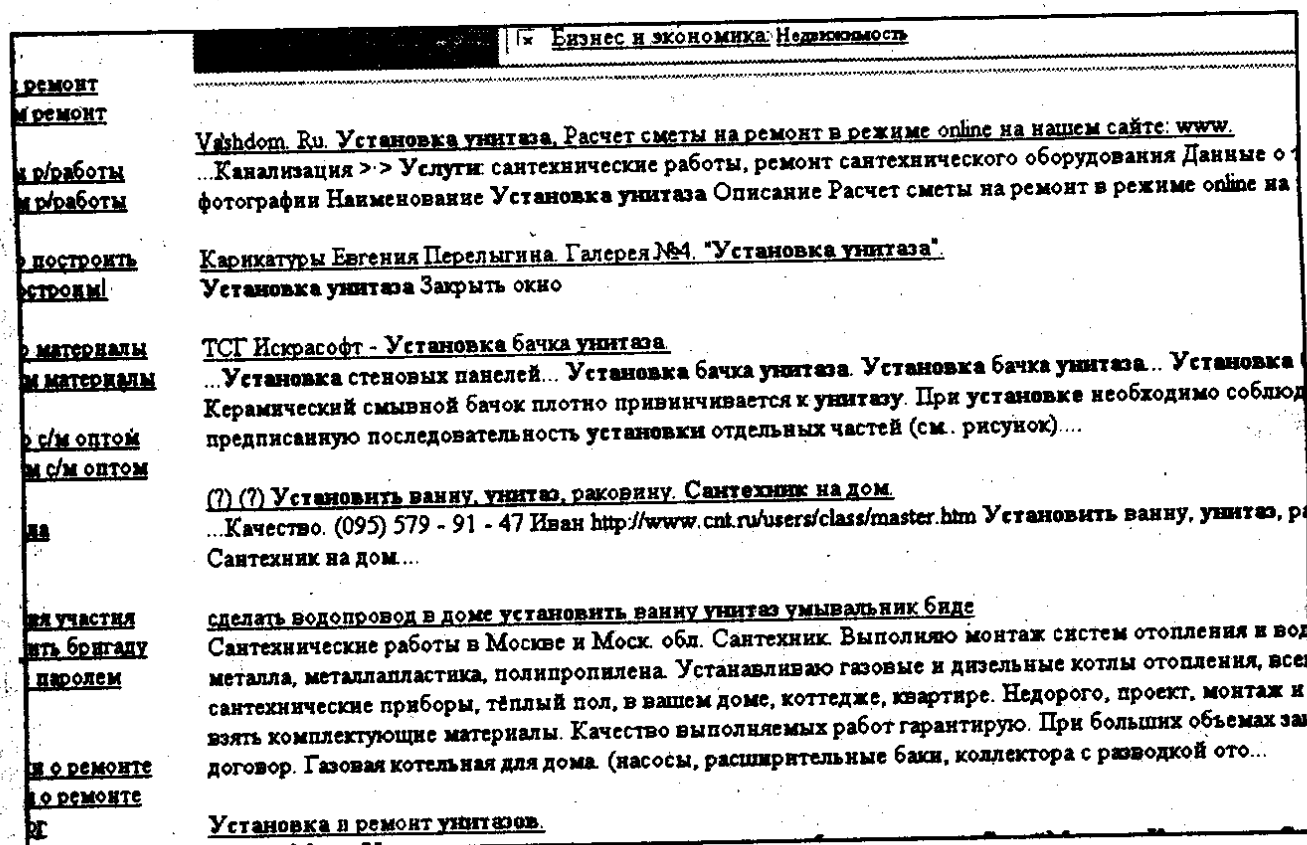 Бизнес и экономика: Недвижимость
ремонт
м ремонт
Vashdom. Ru. Установка унитаза, Расчет сметы на ремонт в режиме online на нашем сайте: www.
...Канализация >·> Услуги: сантехнические работы, ремонт сантехнического оборудования Данные о
фотографии Наименование Установка унитаза Описание Расчет сметы на ремонт в режиме online на
р/работы
р/работы
построить
Карикатуры Евгения Перелыгина. Галерея №4. "Установка унитаза".
Установка унитаза Закрыть окно
материалы
м материалы
ТСГ Искрасофт - Установка бачка унитаза.
...Установка стеновых панелей... Установка бачка унитаза. Установка бачка унитаза... Установка
Керамический смывной бачок плотно привинчивается к унитазу. При установке необходимо соблюд
предписанную последовательность установки отдельных частей (см.. рисунок)....
с/м оптом
м с/м оптом
(?) (?) Установить ванну, унитаз, раковину. Сантехник на дом.
...Качество. (095) 579 - 91 - 47 Иван http://www.cnt.ru/users/class/master.htm Установить ванну, унитаз, ра
Сантехник на дом....
участия
ить бригаду
паролем
сделать водопровод в доме установить ванну унитаз умывальник биде
Сантехнические работы в Москве и Моск. обл. Сантехник. Выполняю монтаж систем отопления и вод
металла, металлапластика, полипропилена. Устанавливаю газовые и дизельные котлы отопления, всев
сантехнические приборы, тёплый пол, в вашем доме, коттедже, квартире. Недорого, проект, монтаж и
взять комплектующие материалы. Качество выполняемых работ гарантирую. При больших объемах зак
договор. Газовая котельная для дома. (насосы, расширительные баки, коллектора с разводкой ото...
о ремонте
о ремонте
Установка и ремонт унитазов.